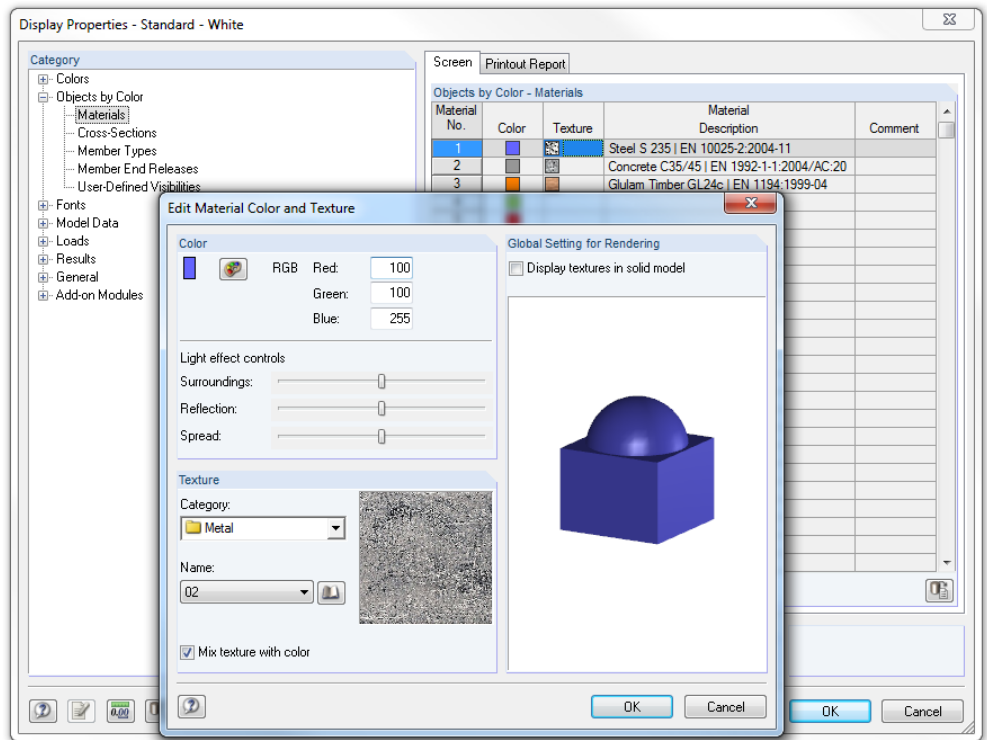 Display Properties - Standard - White
Category
Colors
Objects by Color
Materials
Cross-Sections
Member Types
Member End Releases
User-Defined Visibilities
Fonts
Model Data
Loads
Results
General
Add-on Modules
Screen Printout Report
Objects by Color - Materials
Material No. Color Texture Material Description Comment
1 Steel S 235 | EN 10025-2:2004-11
2 Concrete C35/45 | EN 1992-1-1:2004/AC:20
3 Glulam Timber GL24c | EN 1194:1999-04
Edit Material Color and Texture
Color
RGB Red: 100
Green: 100
Blue: 255
Light effect controls
Surroundings:
Reflection:
Spread:
Texture
Category:
Metal
Name:
02
Mix texture with color
Global Setting for Rendering
Display textures in solid model
OK Cancel
0.00
OK Cancel